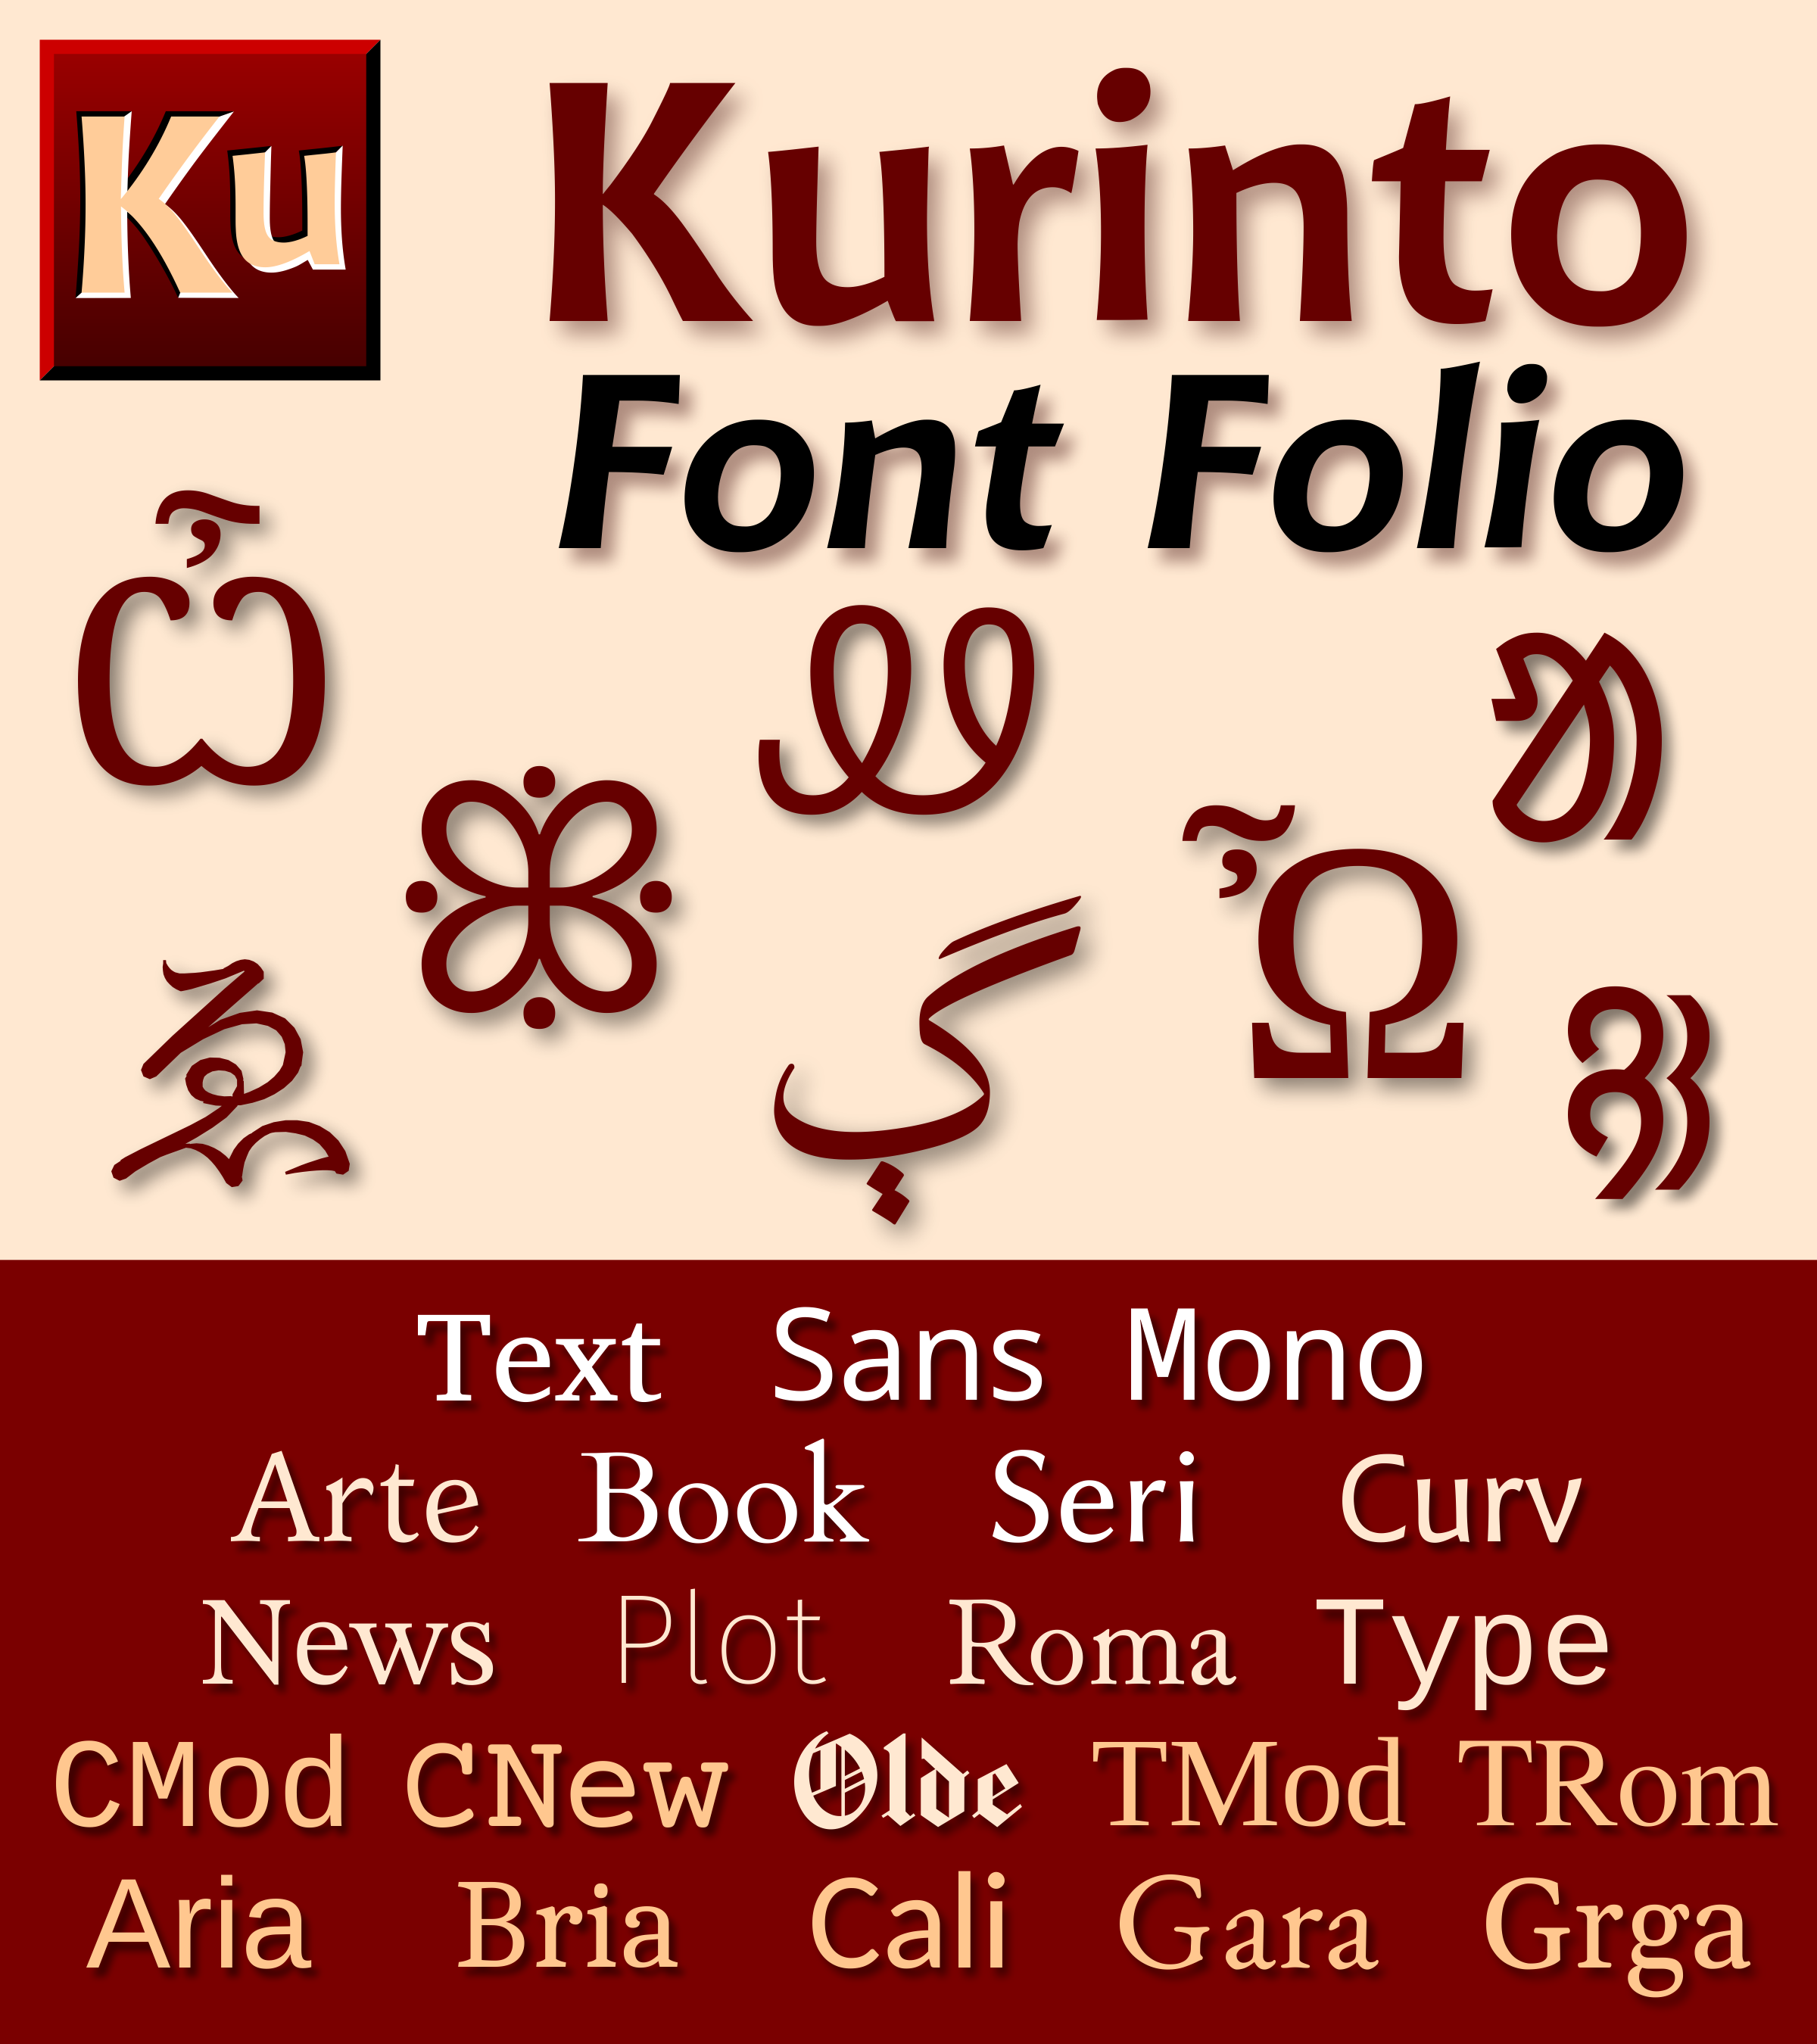 Ku
Kurinto
Font Folio
Ѽ
ڳ
Ὦ
Text Sans Mono
Arte Book Seri Curv
News Plot Roma Type
CMod CNew Olde TMod TRom
Aria Bria Cali Gara Grga